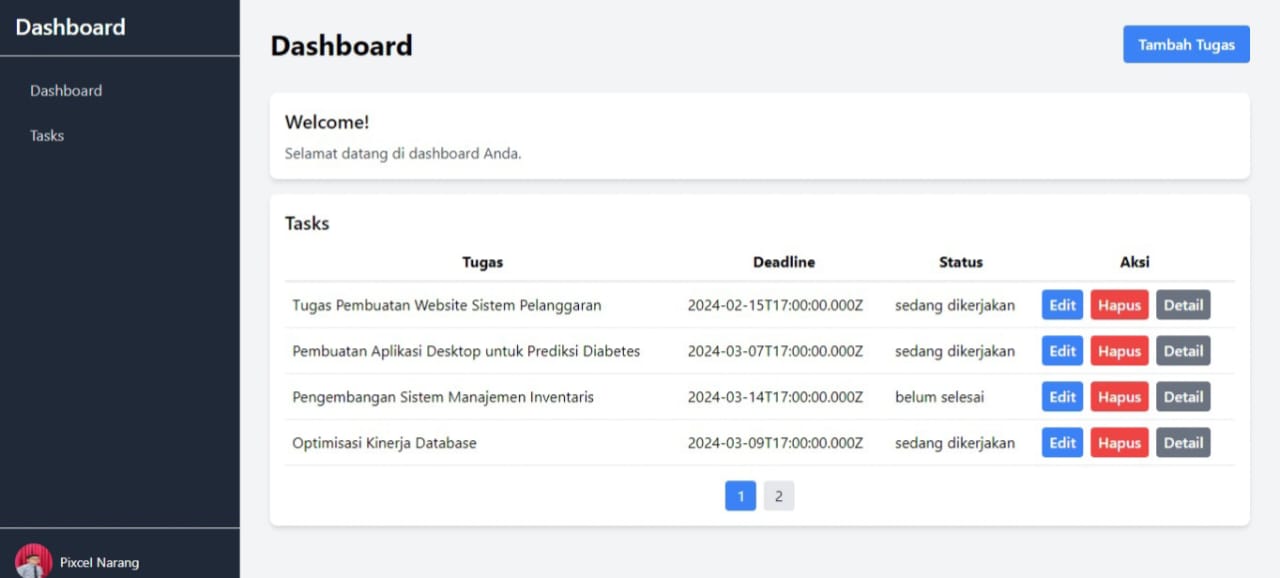 Dashboard
Dashboard
Tasks
Pixcel Narang
Dashboard
Tambah Tugas
Welcome!
Selamat datang di dashboard Anda.
Tasks
Tugas Deadline Status Aksi
Tugas Pembuatan Website Sistem Pelanggaran 2024-02-15T17:00:00.000Z sedang dikerjakan Edit Hapus Detail
Pembuatan Aplikasi Desktop untuk Prediksi Diabetes 2024-03-07T17:00:00.000Z sedang dikerjakan Edit Hapus Detail
Pengembangan Sistem Manajemen Inventaris 2024-03-14T17:00:00.000Z belum selesai Edit Hapus Detail
Optimisasi Kinerja Database 2024-03-09T17:00:00.000Z sedang dikerjakan Edit Hapus Detail
1 2